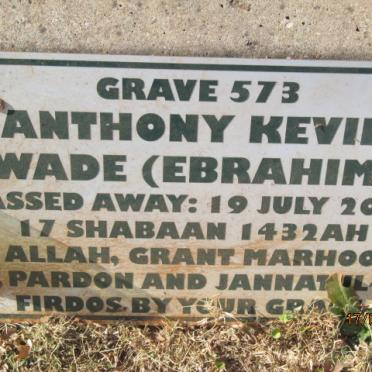 GRAVE 573
ANTHONY KEVI
WADE (EBRAHIM
ASSED AWAY: 19 JULY 20
17 SHABAAN 1432AH
ALLAH, GRANT MARHOO
PARDON AND JANNATUL
FIRDOS BY YOUR GRA